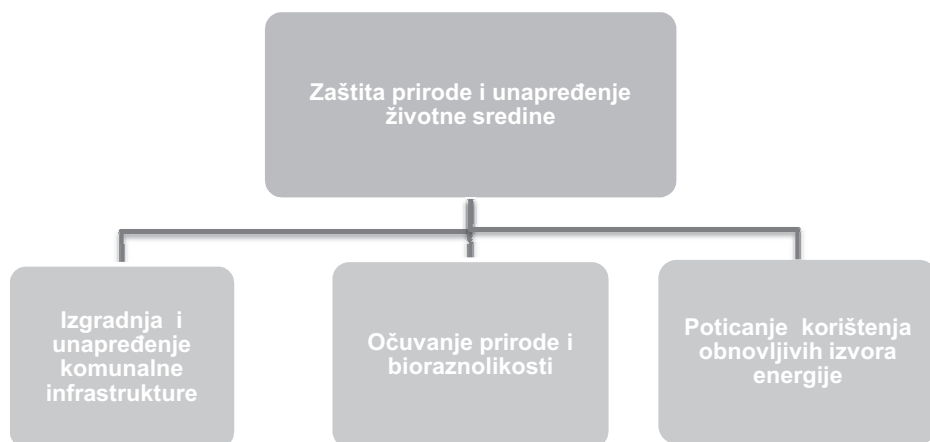 Zaštita prirode i unapređenje
životne sredine
Izgradnja i
unapređenje
komunalne
infrastrukture
Očuvanje prirode i
bioraznolikosti
Poticanje korištenja
obnovljivih izvora
energije